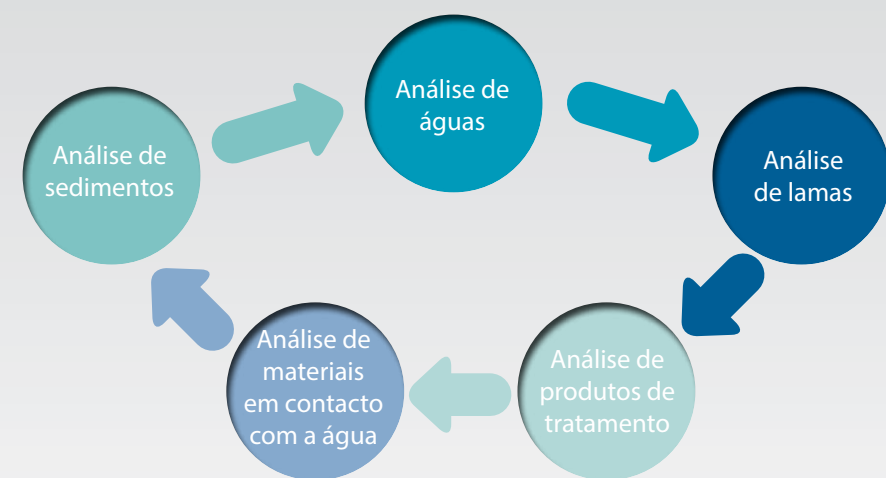 Análise de
águas
Análise
de lamas
Análise de
produtos de
tratamento
Análise de
materiais
em contacto
com a água
Análise de
sedimentos